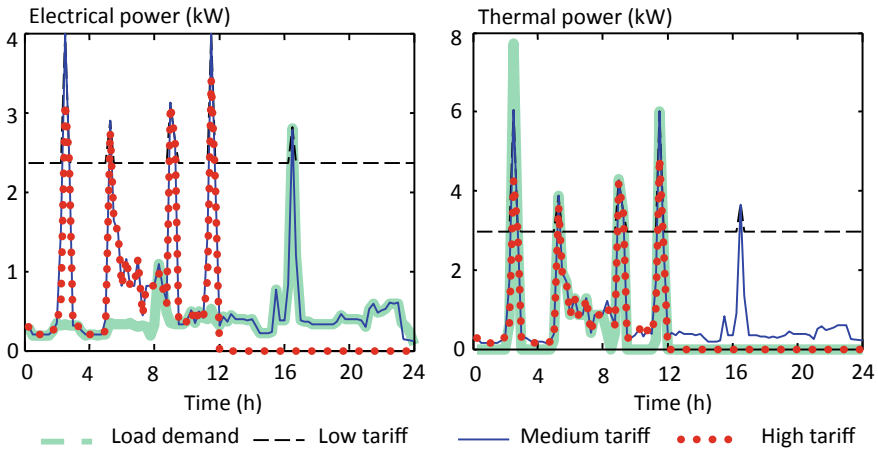 Electrical power (kW)
Thermal power (kW)
4
3
2
1
0
0 4 8 12 16 20 24
Time (h)
8
6
4
2
0
0 4 8 12 16 20 24
Time (h)
Load demand
Low tariff
Medium tariff
High tariff